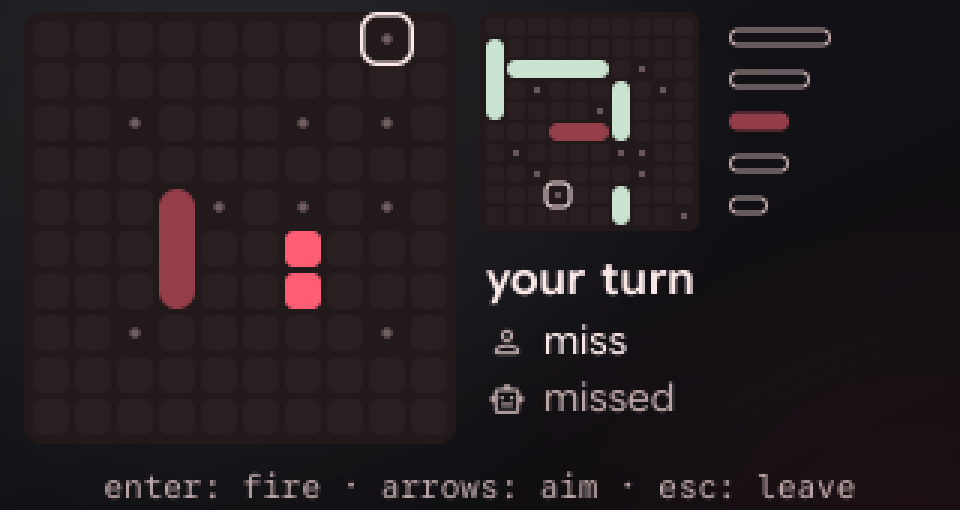 your turn
miss
missed
enter: fire · arrows: aim · esc: leave